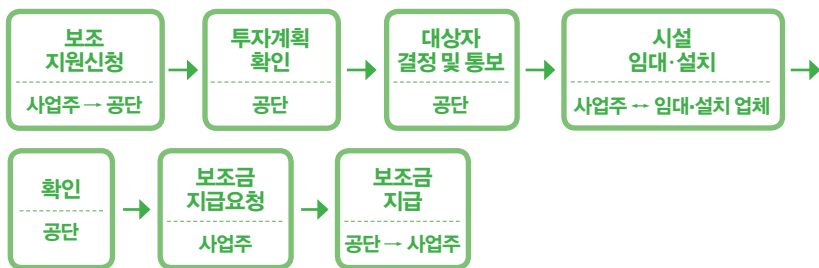 보조
지원신청
사업주 → 공단
투자계획
확인
공단
대상자
결정 및 통보
공단
시설
임대·설치
사업주 ↔ 임대·설치 업체
확인
공단
보조금
지급요청
사업주
보조금
지급
공단 → 사업주